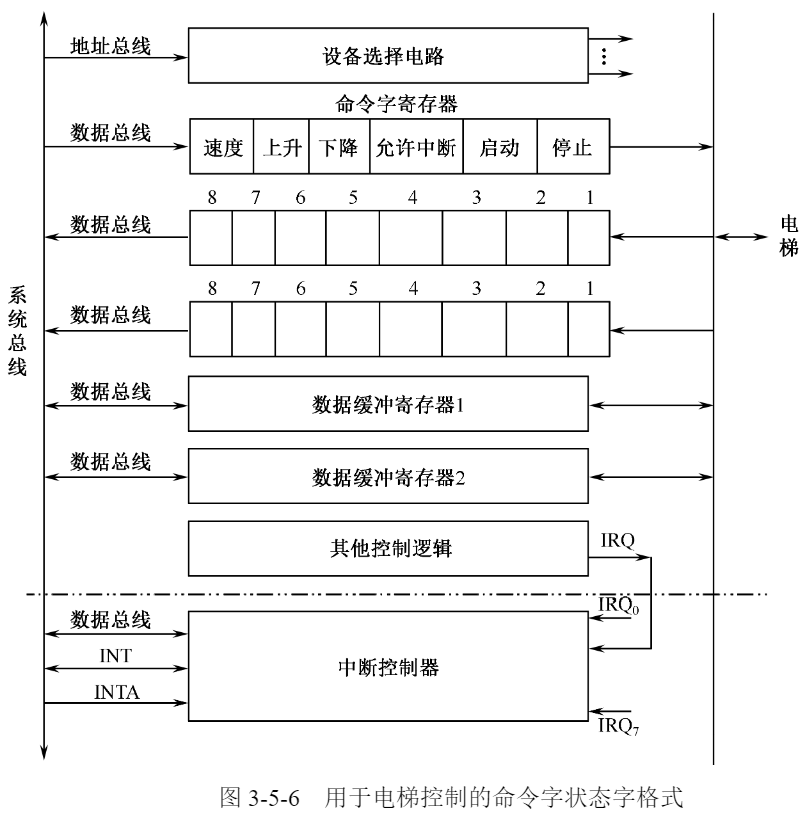 地址总线
设备选择电路
命令字寄存器
数据总线
速度 上升 下降 允许中断 启动 停止
8 7 6 5 4 3 2 1
数据总线
电梯
8 7 6 5 4 3 2 1
数据总线
系统总线
数据总线
数据缓冲寄存器1
数据总线
数据缓冲寄存器2
其他控制逻辑
IRQ
数据总线
IRQ0
INT
中断控制器
INTA
IRQ7
图 3-5-6 用于电梯控制的命令字状态字格式